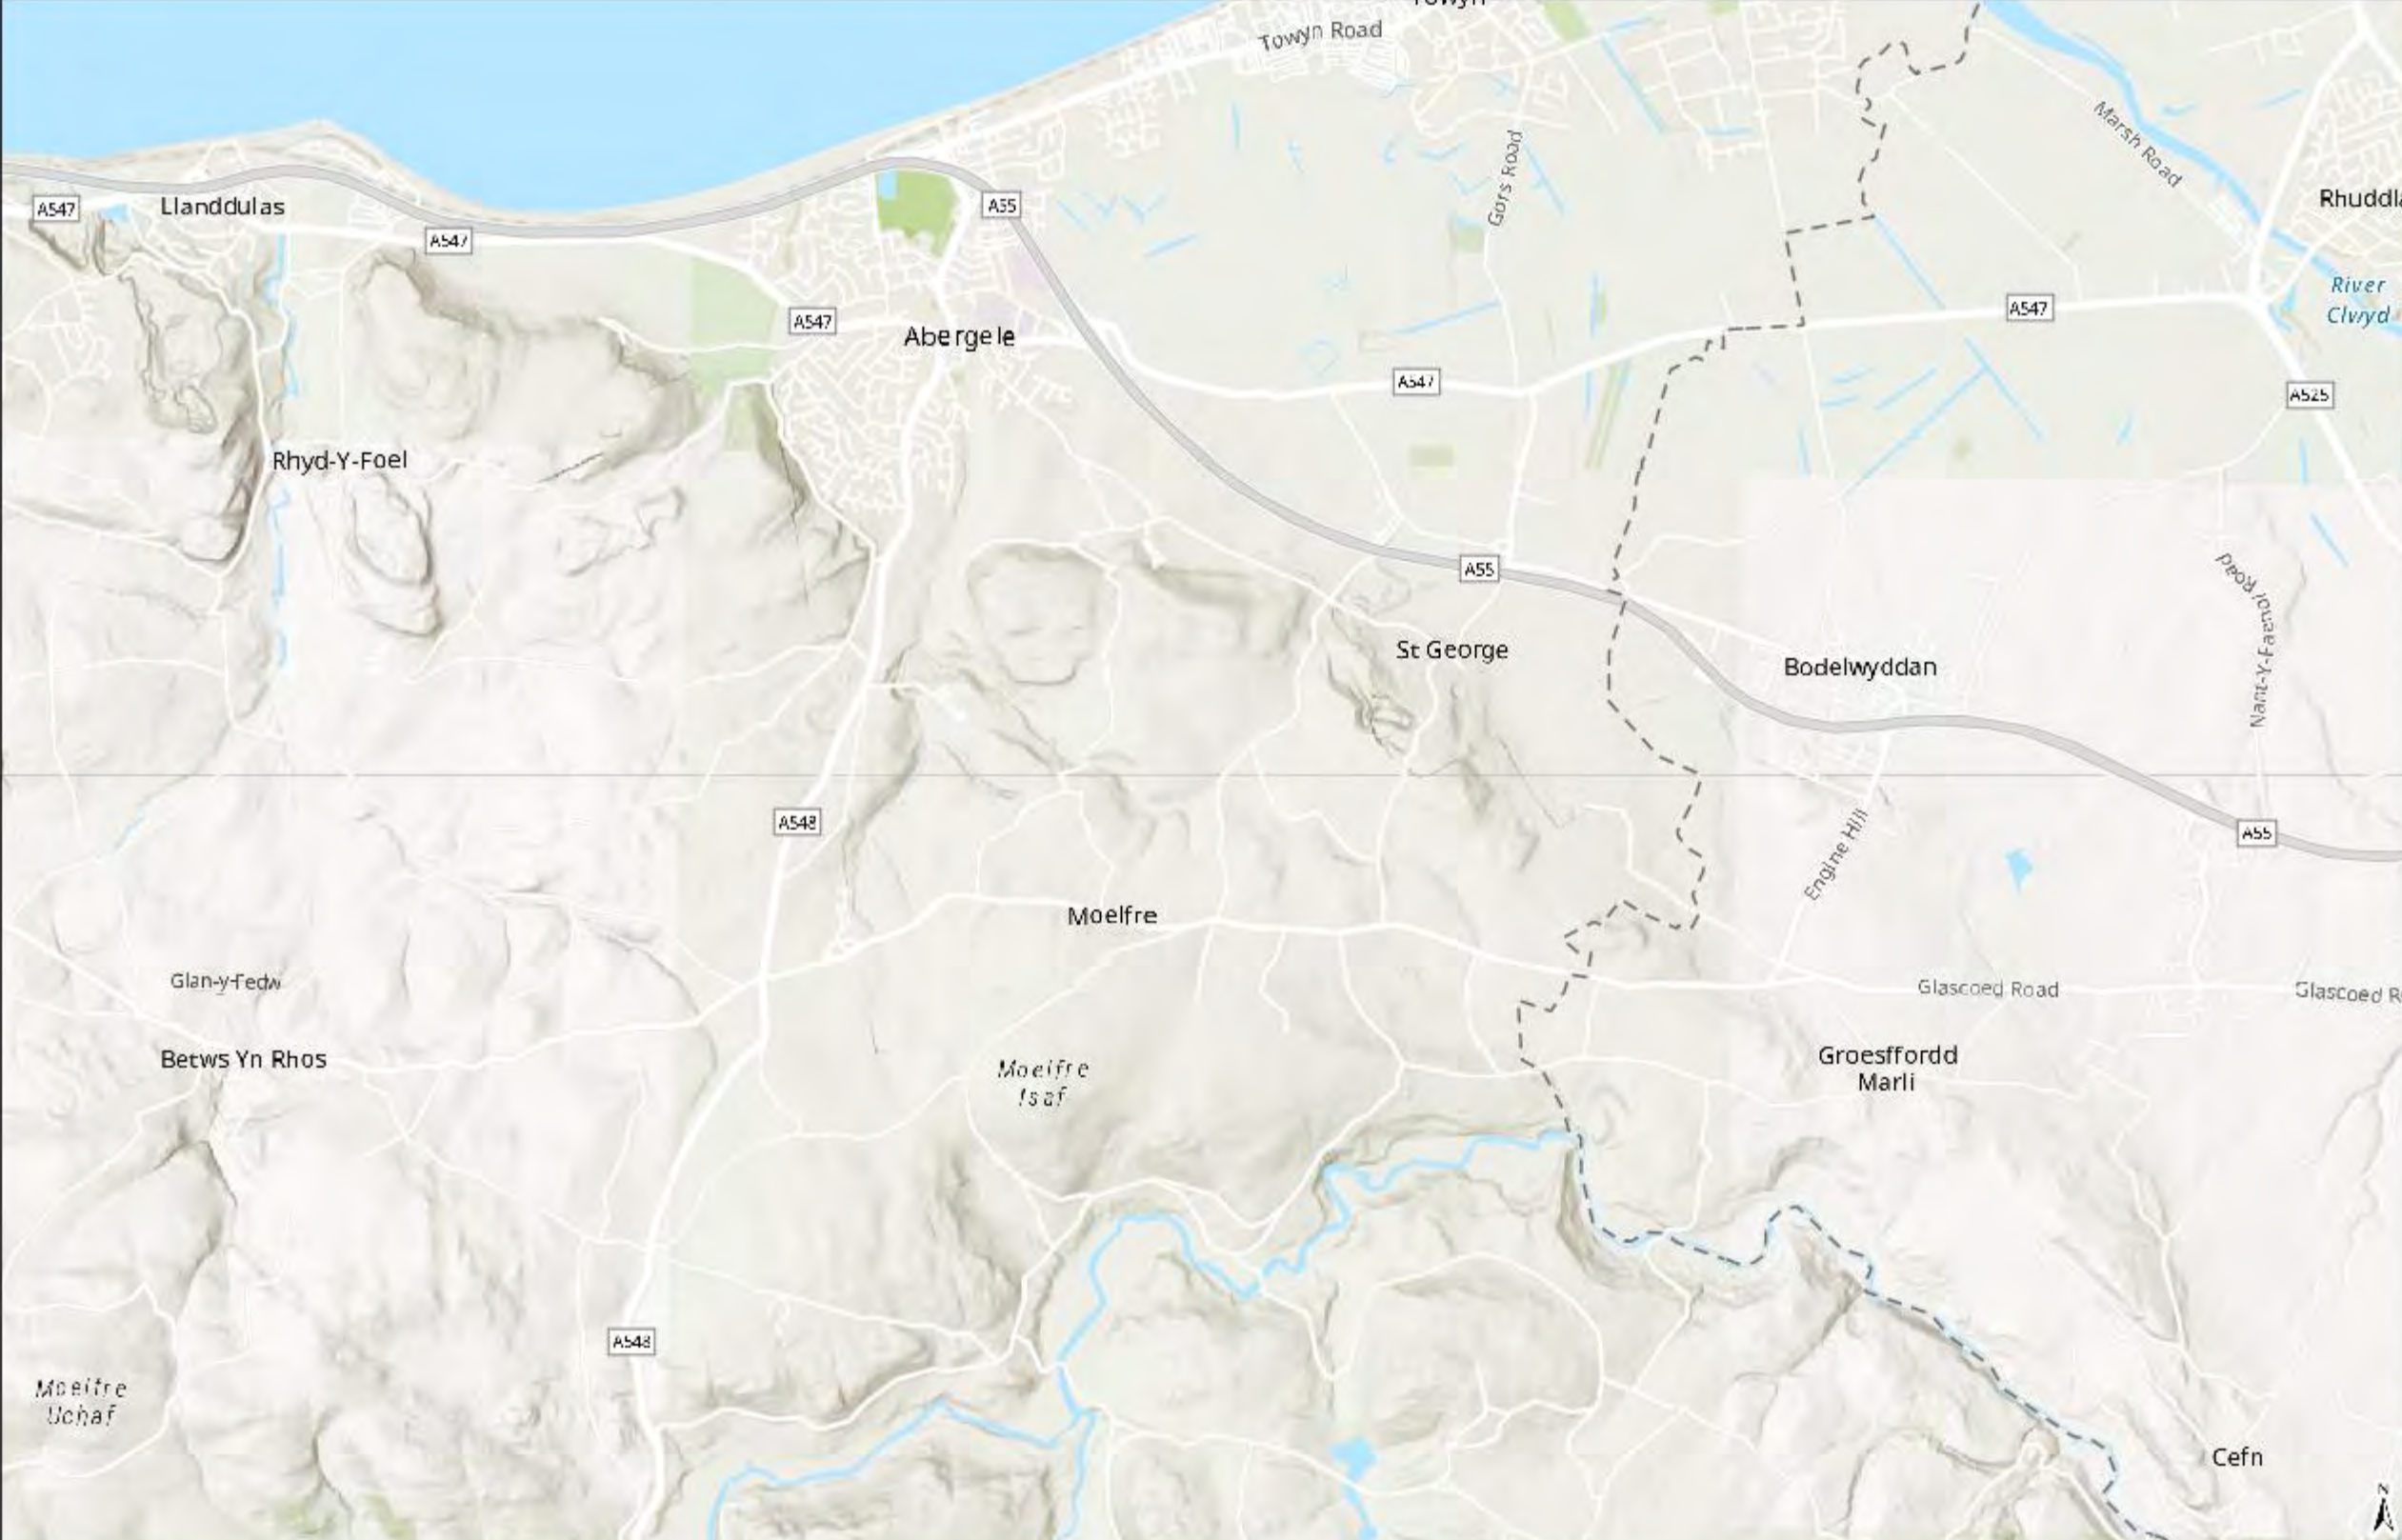 Towyn
Towyn Road
Marsh Road
Gors Road
Llanddulas
A547
A547
A55
A547
Abergele
A547
A547
River
Clwyd
A525
Rhyd-Y-Foel
A55
St George
Bodelwyddan
Nant-Y-Faenol Road
A548
A55
Engine Hill
Moelfre
Glan-y-Fedw
Glascoed Road
Betws Yn Rhos
Groesffordd
Marli
Moelfre
Isaf
A548
Moelfre
Uchaf
Cefn
N